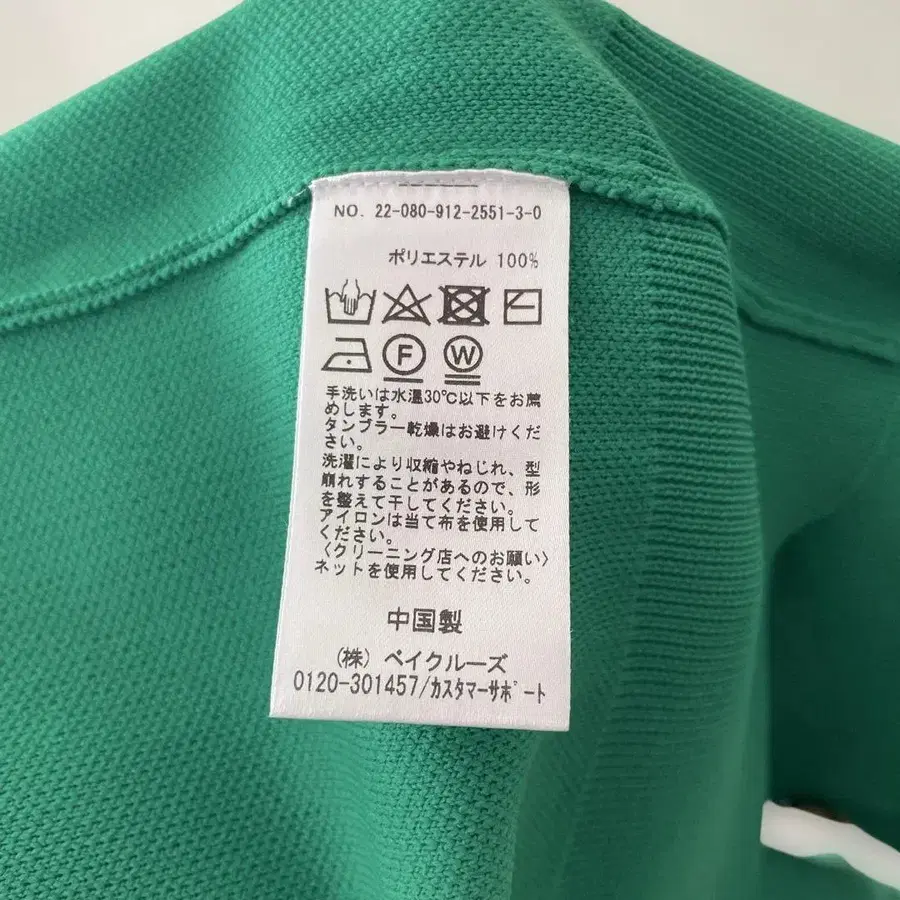 NO. 22-080-912-2551-3-0
ポリエステル 100%
F W
手洗いは水温30℃以下をお薦
めします。
タンブラー乾燥はお避けくだ
さい。
洗濯により収縮やねじれ、型
崩れすることがあるので、形
を整えて干してください。
アイロンは当て布を使用して
ください。
〈クリーニング店へのお願い〉
ネットを使用してください。
中国製
(株) ベイクルーズ
0120-301457/ｶｽﾀﾏｰｻﾎﾟｰﾄ